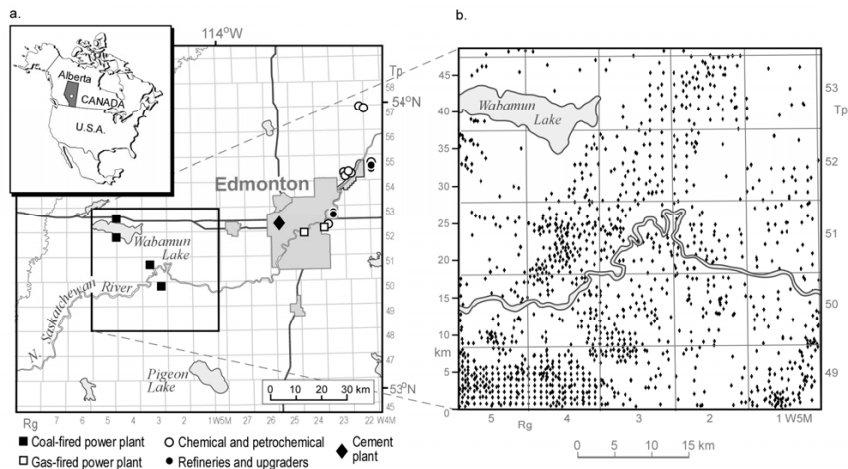 a.
114°W
Tp
58
54°N
57
56
55
54
53
52
51
50
49
48
47
46
53°N
45
Alberta
CANADA
U.S.A.
Edmonton
Wabamun
Lake
N. Saskatchewan River
Pigeon
Lake
0 10 20 30 km
Rg 7 6 5 4 3 2 1 W5M 27 26 25 24 23 22 W4M
Coal-fired power plant
Chemical and petrochemical
Cement
plant
Gas-fired power plant
Refineries and upgraders
b.
45
40
35
30
25
20
15
10
km
5
0
Wabamun
Lake
53
Tp
52
51
50
49
5 Rg 4 3 2 1 W5M
0 5 10 15 km